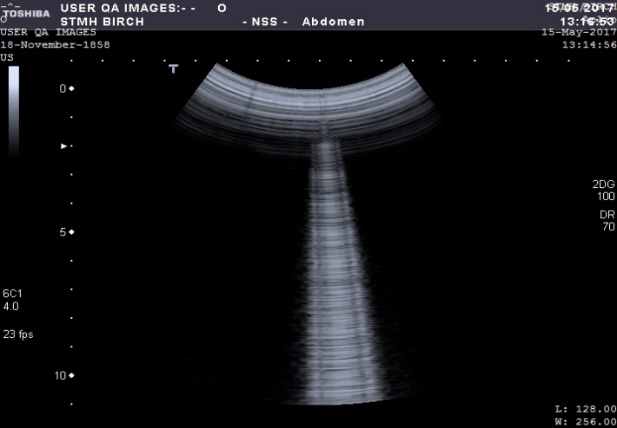 TOSHIBA
USER QA IMAGES:- -
O
STMH BIRCH
- NSS -
Abdomen
USER QA IMAGES
15-May-2017
18-November-1858
13:14:56
US
T
0
5
10
2DG
100
DR
70
6C1
4.0
23 fps
L: 128.00
W: 256.00